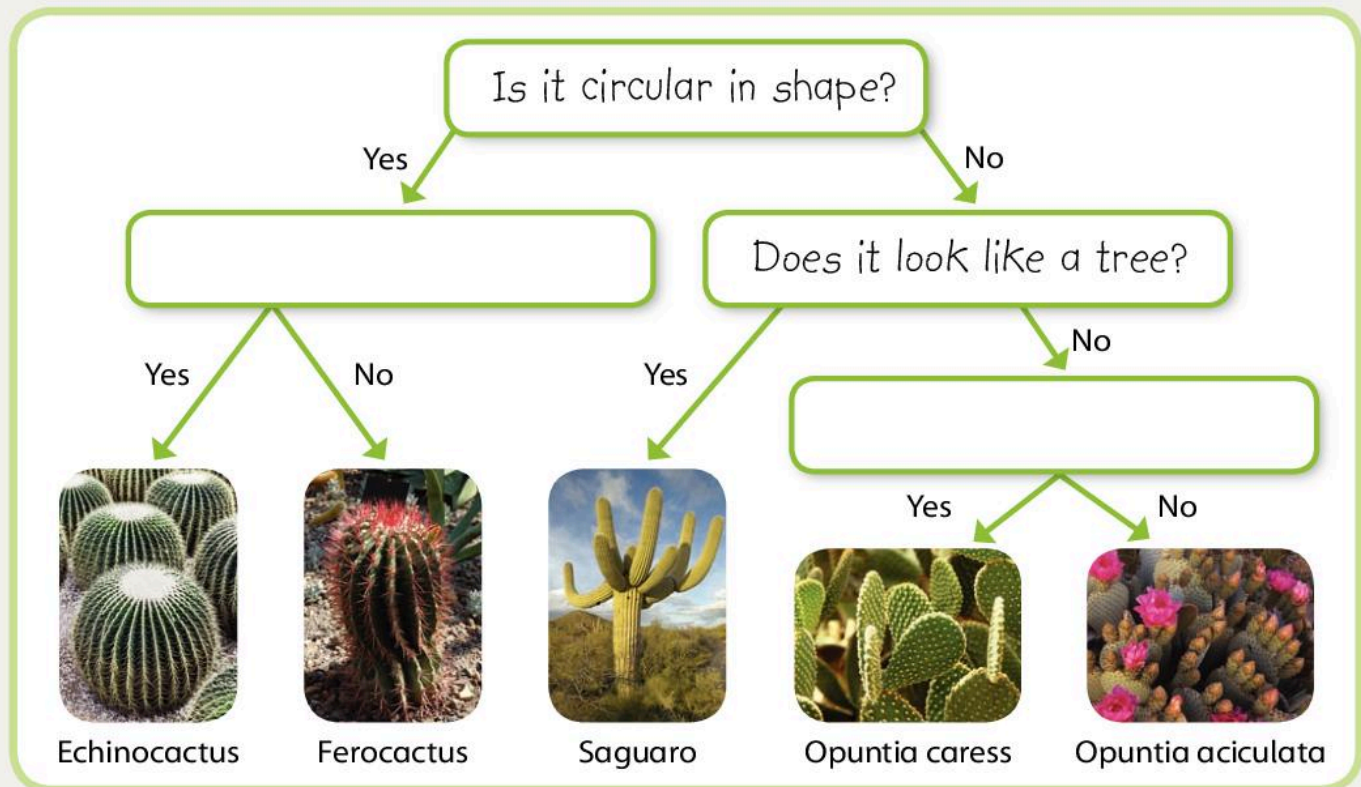 Is it circular in shape?
Yes
No
Does it look like a tree?
Yes
No
Yes
No
Yes
No
Echinocactus
Ferocactus
Saguaro
Opuntia caress
Opuntia aciculata